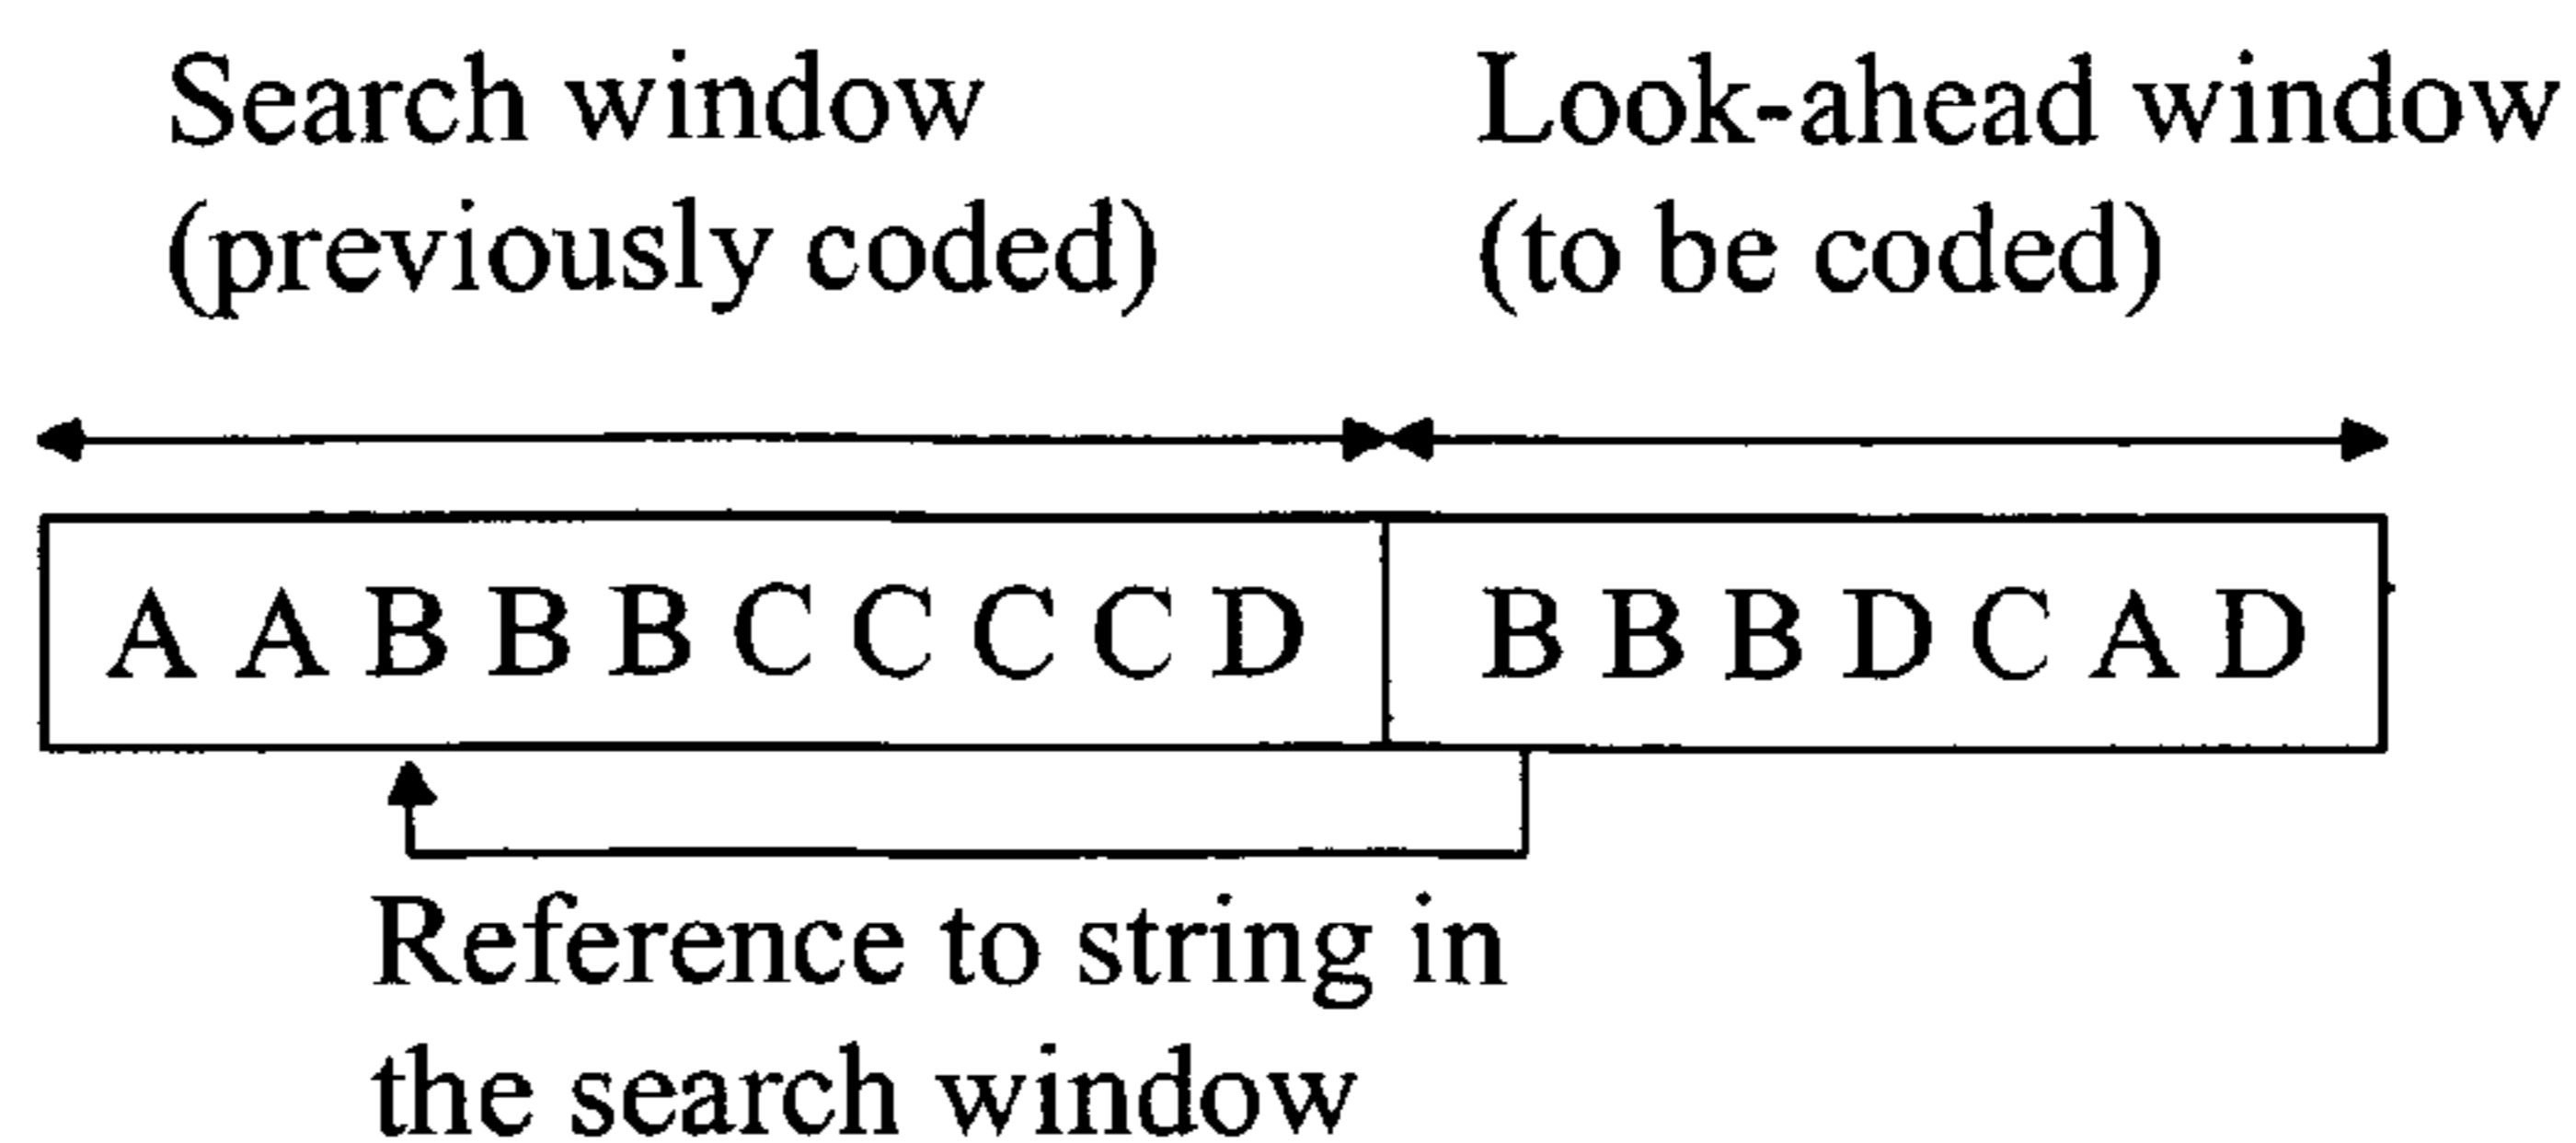 Search window
(previously coded)
Look-ahead window
(to be coded)
A A B B B C C C C D
B B B D C A D
Reference to string in
the search window